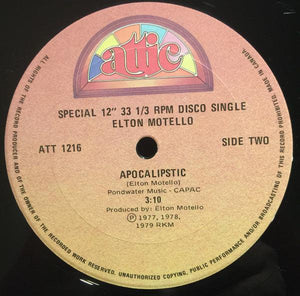 attic
SPECIAL 12" 33 1/3 RPM DISCO SINGLE
ELTON MOTELLO
ATT 1216
SIDE TWO
APOCALIPSTIC
(Elton Motello)
Pondwater Music - CAPAC
3:10
Produced by: Elton Motello
℗ 1977, 1978,
1979 RKM
ALL RIGHTS OF THE RECORD PRODUCER AND OF THE OWNER OF THE RECORDED WORK RESERVED. UNAUTHORIZED COPYING, PUBLIC PERFORMANCE AND/OR BROADCASTING OF THIS RECORD PROHIBITED. MADE IN CANADA.